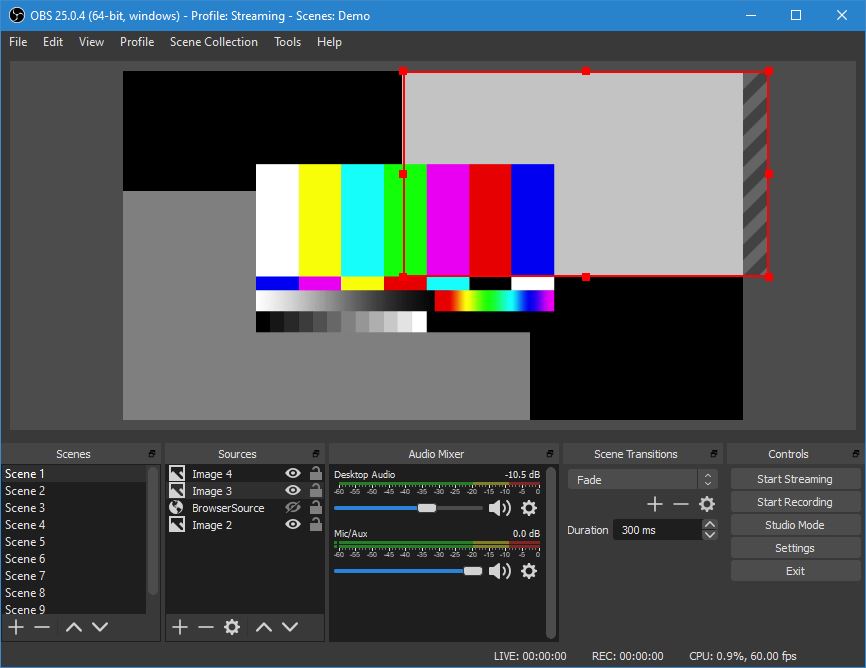 OBS 25.0.4 (64-bit, windows) - Profile: Streaming - Scenes: Demo
File Edit View Profile Scene Collection Tools Help
Scenes
Scene 1
Scene 2
Scene 3
Scene 4
Scene 5
Scene 6
Scene 7
Scene 8
Scene 9
Sources
Image 4
Image 3
BrowserSource
Image 2
Audio Mixer
Desktop Audio -10.5 dB
-60 -55 -50 -45 -40 -35 -30 -25 -20 -15 -10 -5 0
Mic/Aux 0.0 dB
-60 -55 -50 -45 -40 -35 -30 -25 -20 -15 -10 -5 0
Scene Transitions
Fade
Duration 300 ms
Controls
Start Streaming
Start Recording
Studio Mode
Settings
Exit
LIVE: 00:00:00 REC: 00:00:00 CPU: 0.9%, 60.00 fps